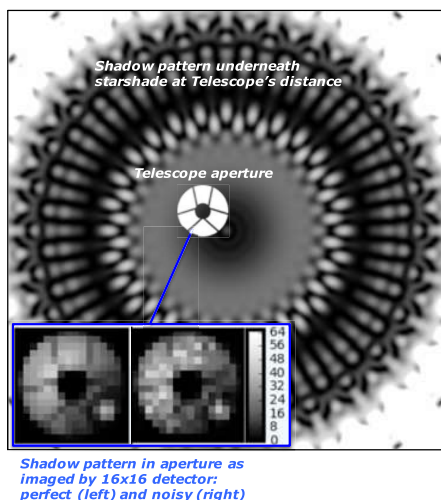 Shadow pattern underneath
starshade at Telescope's distance
Telescope aperture
64
56
48
40
32
24
16
8
0
Shadow pattern in aperture as
imaged by 16x16 detector:
perfect (left) and noisy (right)